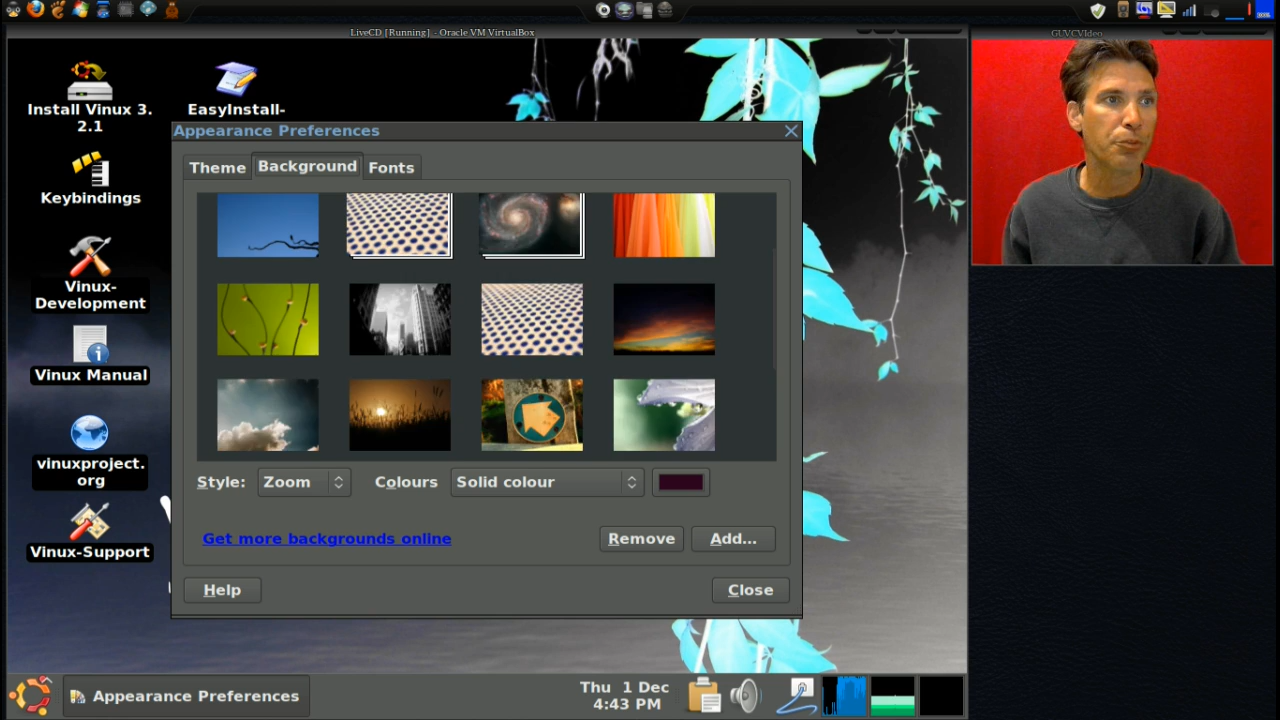 LiveCD [Running] - Oracle VM VirtualBox
GUVCVideo
Install Vinux 3.
2.1
EasyInstall-
Keybindings
Vinux-
Development
Vinux Manual
vinuxproject.
org
Vinux-Support
Appearance Preferences
Theme
Background
Fonts
Style:
Zoom
Colours
Solid colour
Get more backgrounds online
Remove
Add...
Help
Close
Appearance Preferences
Thu 1 Dec
4:43 PM